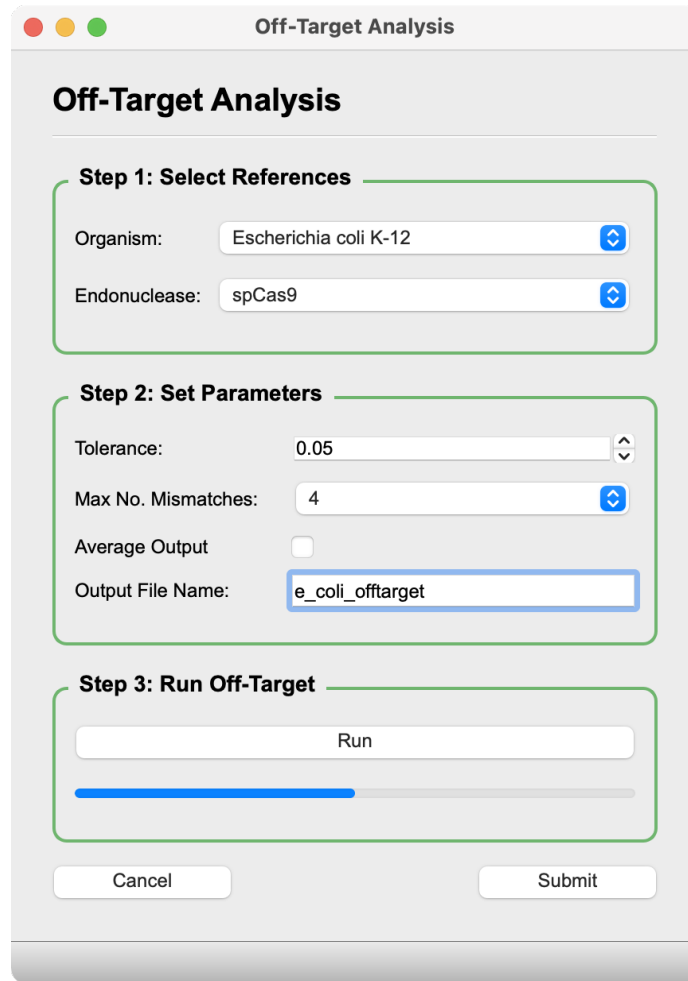 Off-Target Analysis
Off-Target Analysis
Step 1: Select References
Organism: Escherichia coli K-12
Endonuclease: spCas9
Step 2: Set Parameters
Tolerance: 0.05
Max No. Mismatches: 4
Average Output
Output File Name: e_coli_offtarget
Step 3: Run Off-Target
Run
Cancel Submit